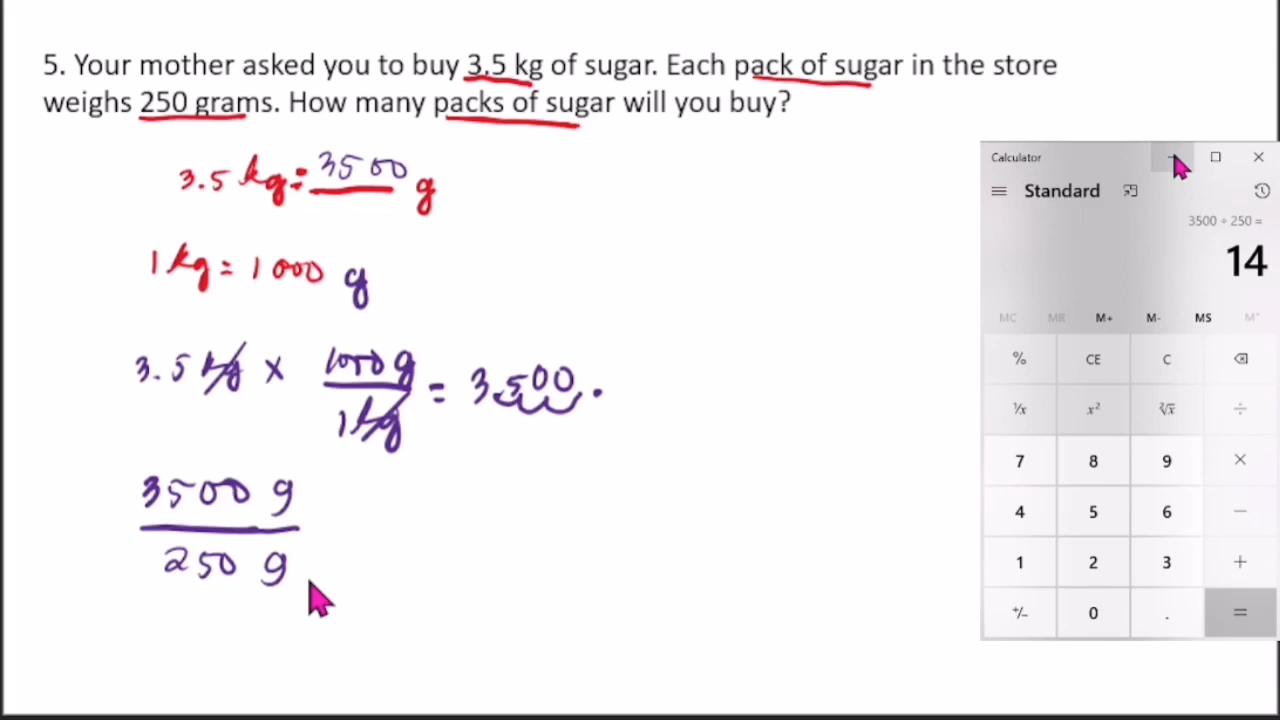 5. Your mother asked you to buy 3.5 kg of sugar. Each pack of sugar in the store
weighs 250 grams. How many packs of sugar will you buy?
3.5 kg = 3500 g
1 kg = 1000 g
3.5 kg x 1000 g
1 kg
= 3500.
3500 g
250 g
Calculator
Standard
3500 ÷ 250 =
14
MC MR M+ M- MS M˅
% CE C
⅟x x² ²√x ÷
7 8 9 ×
4 5 6 −
1 2 3 +
+/− 0 . =